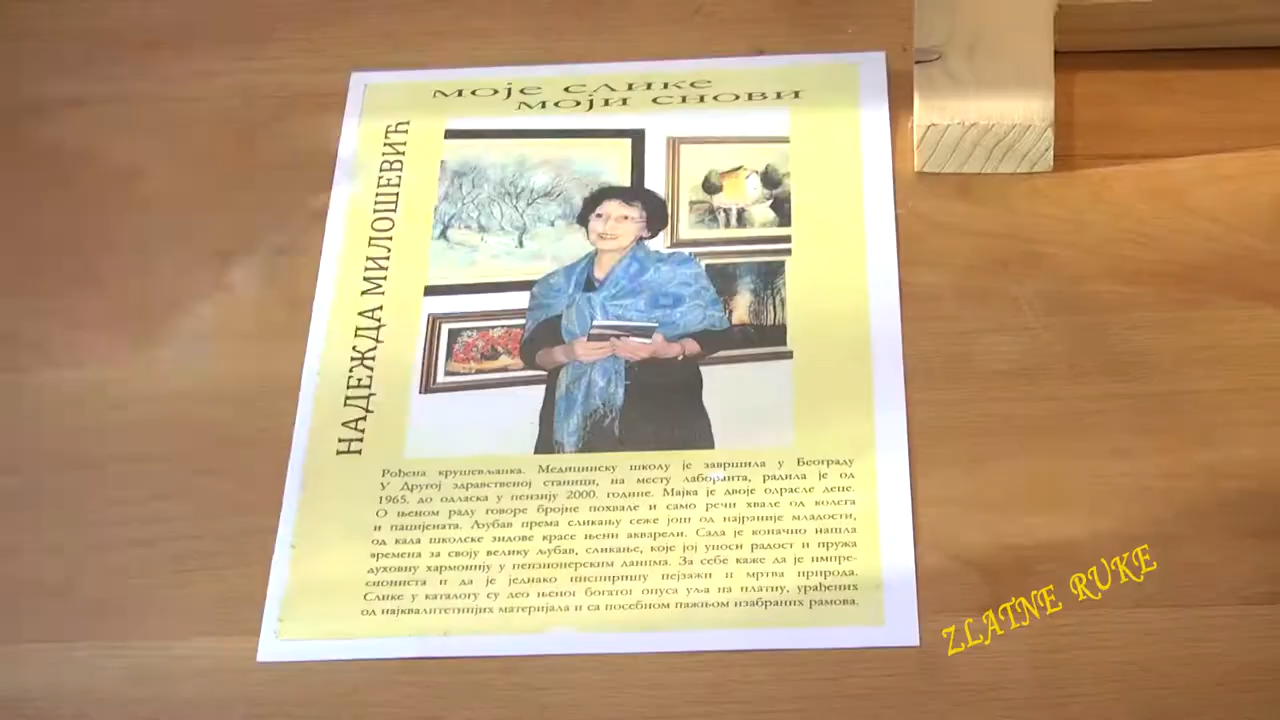 моје слике
моји снови
НАДЕЖДА МИЛОШЕВИЋ
Рођена крушевљанка. Медицинску школу је завршила у Београду
У Другој здравственој станици, на месту лаборанта, радила је од
1965. до одласка у пензију 2000. године. Мајка је двоје одрасле деце.
О њеном раду говоре бројне похвале и само речи хвале од колега
и пацијената. Љубав према сликању сеже још од најраније младости,
од када школске зидове красе њени акварели. Сада је коначно нашла
времена за своју велику љубав, сликање, које јој уноси радост и пружа
духовну хармонију у пензионерским данима. За себе каже да је импре-
сиониста и да је једнако инспиришу пејзажи и мртва природа.
Слике у каталогу су део њеног богатог опуса уља на платну, урађених
од најквалитетнијих материјала и са посебном пажњом изабраних рамова.
ZLATNE RUKE